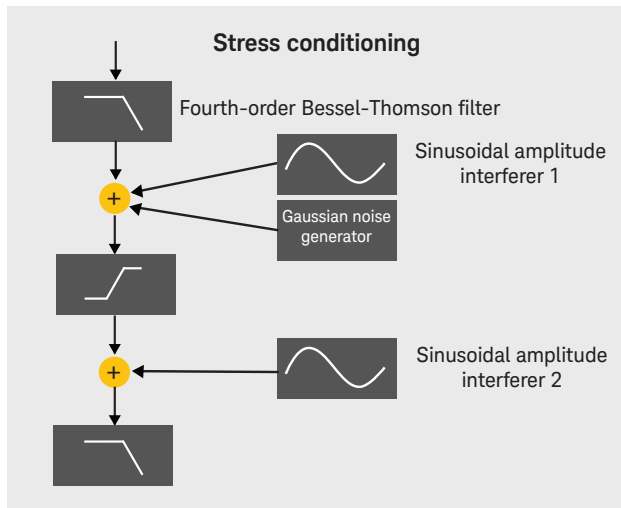 Stress conditioning
Fourth-order Bessel-Thomson filter
Sinusoidal amplitude
interferer 1
Gaussian noise
generator
+
Sinusoidal amplitude
interferer 2
+